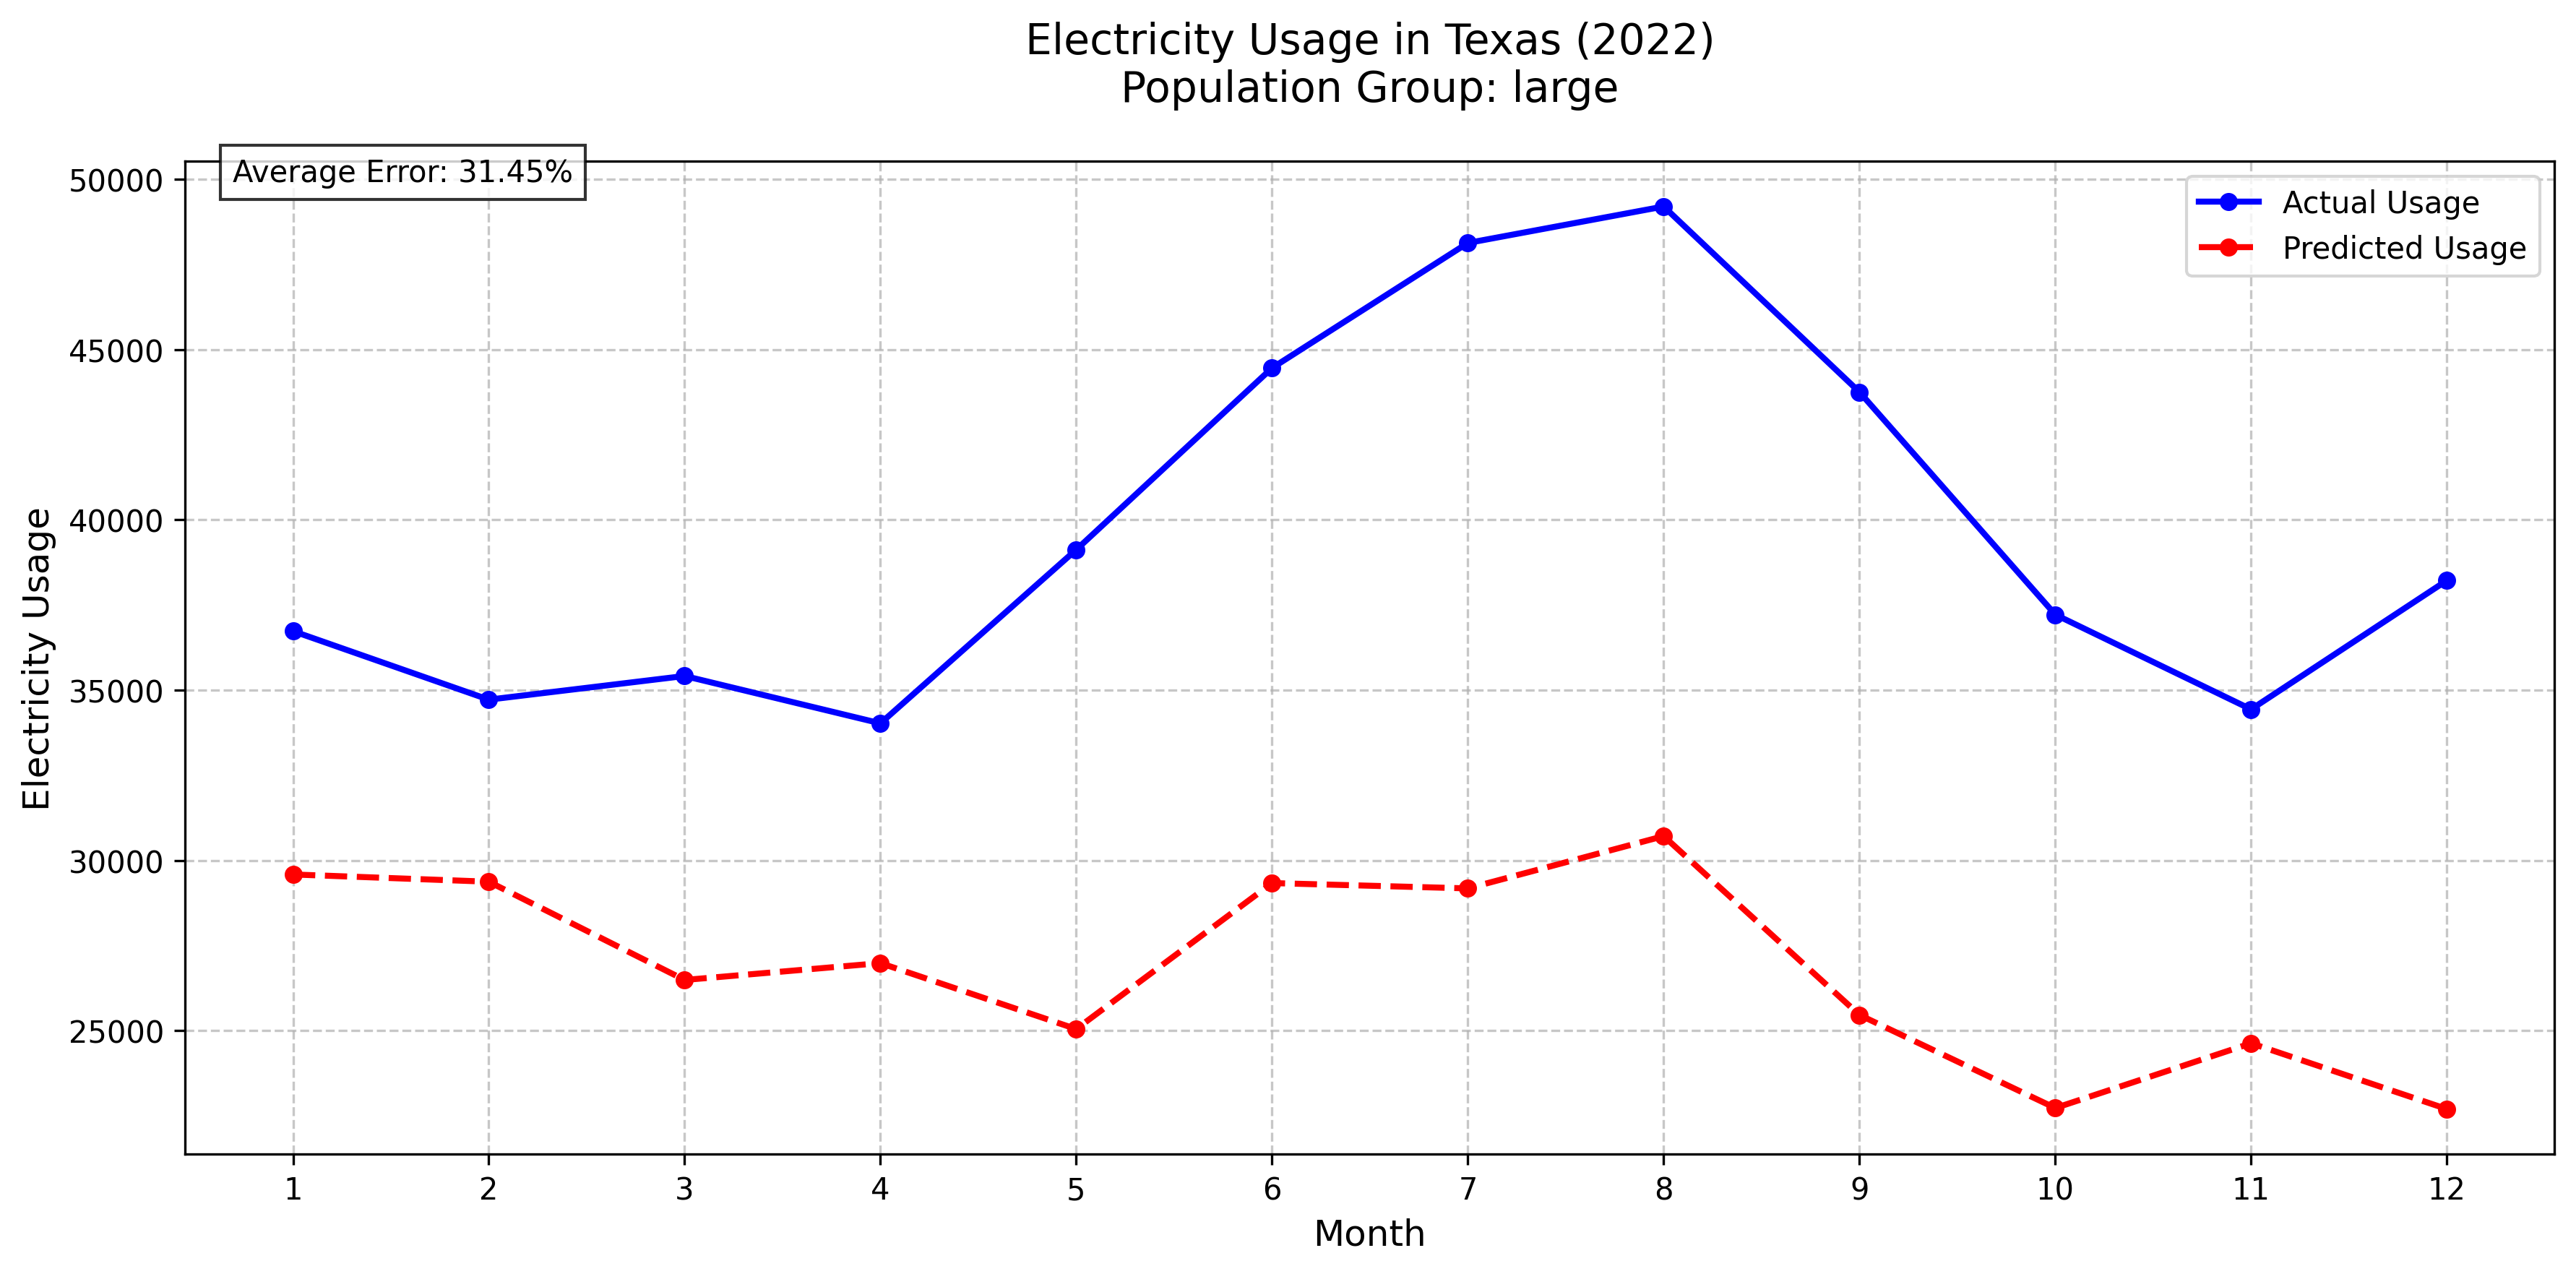 Electricity Usage in Texas (2022)
Population Group: large
Average Error: 31.45%
Actual Usage
Predicted Usage
50000
45000
40000
35000
30000
25000
Electricity Usage
1 2 3 4 5 6 7 8 9 10 11 12
Month